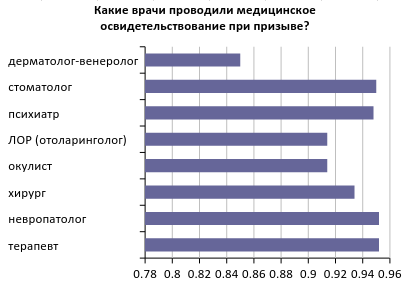 Какие врачи проводили медицинское
освидетельствование при призыве?
дерматолог-венеролог
стоматолог
психиатр
ЛОР (отоларинголог)
окулист
хирург
невропатолог
терапевт
0.78 0.8 0.82 0.84 0.86 0.88 0.9 0.92 0.94 0.96